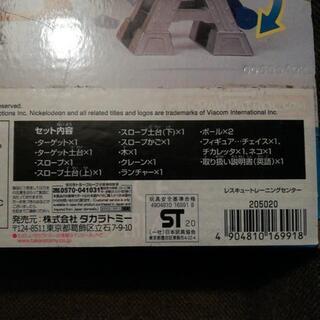 eserved.
ctions Inc. Nickelodeon and all related titles and logos are trademarks of Viacom International Inc.
セット内容
・ターゲット×1
・ターゲット土台×1
・スロープ×1
・スロープ土台(上)×1
・スロープ土台(下)×1
・スロープかご×1
・木×1
・クレーン×1
・ランチャー×1
・ボール×2
・フィギュア・チェイス×1、
チカレッタ×1、ネコ×1
・取り扱い説明書(英語)×1
0570-041031
発売元:株式会社 タカラトミー
〒124-8511 東京都葛飾区立石7-9-10
www.takaratomy.co.jp
玩具安全基準合格
4904810 16991 8
ST
20
(一社)日本玩具協会
レスキュートレーニングセンター
205020
4 904810 169918